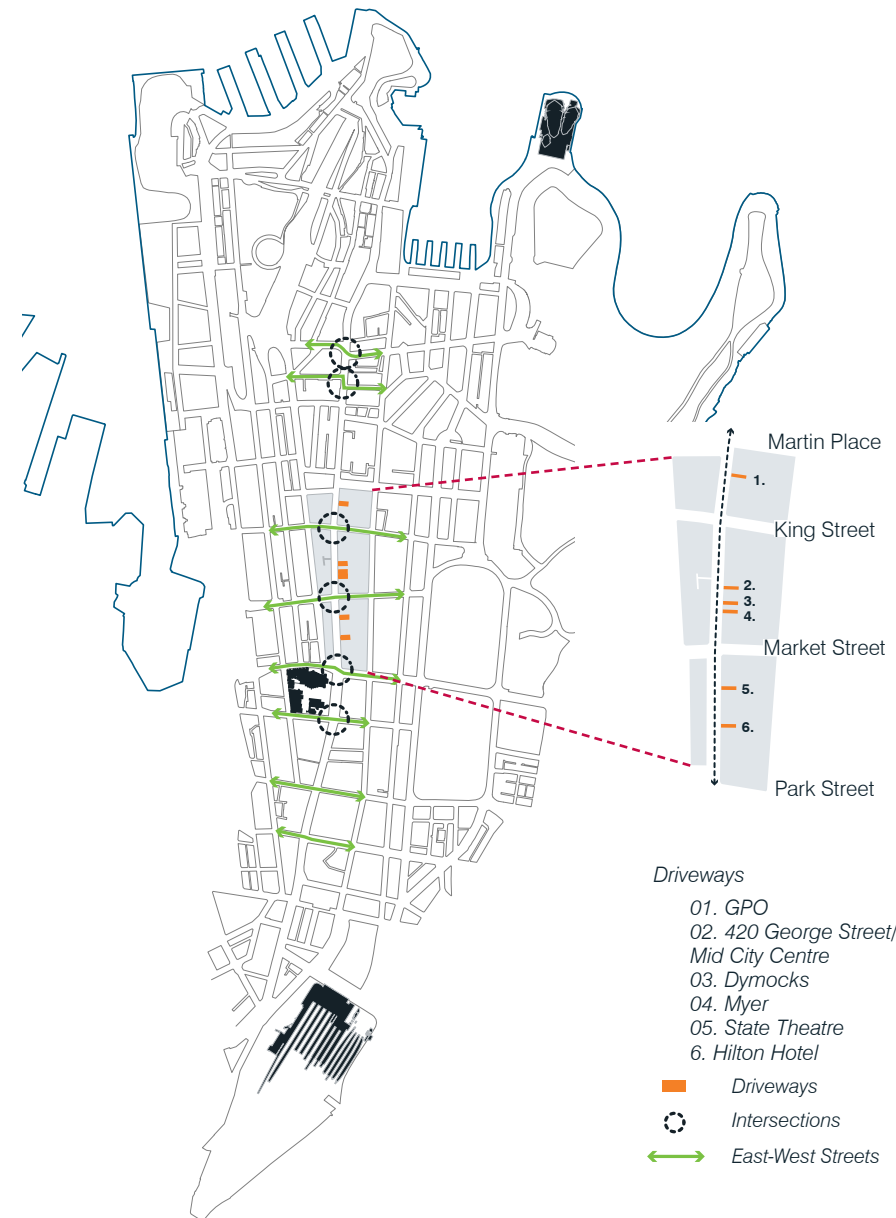 Martin Place
1.
King Street
2.
3.
4.
Market Street
5.
6.
Park Street
Driveways
01. GPO
02. 420 George Street/
Mid City Centre
03. Dymocks
04. Myer
05. State Theatre
6. Hilton Hotel
Driveways
Intersections
East-West Streets